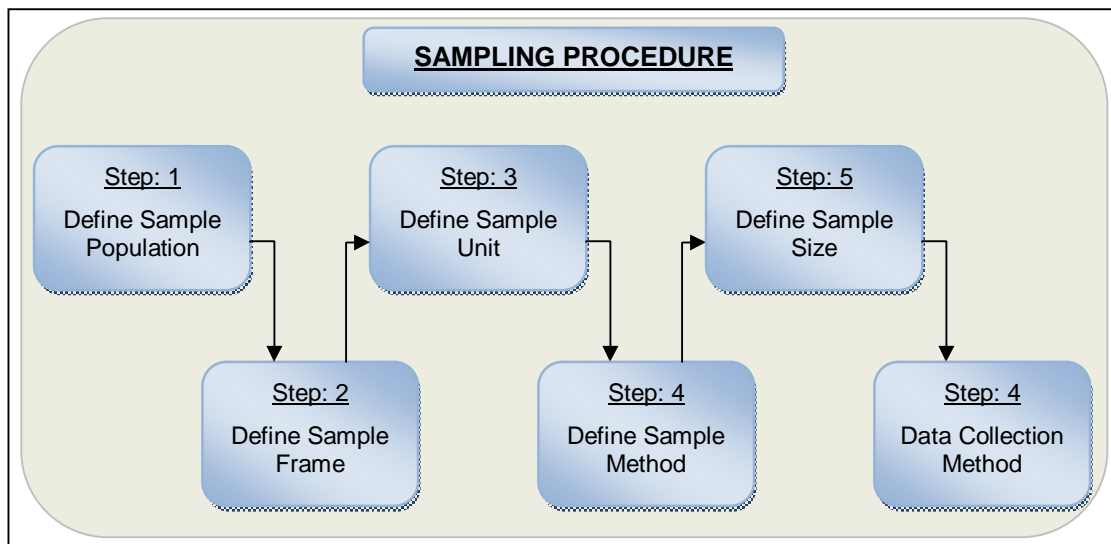 SAMPLING PROCEDURE
Step: 1
Define Sample
Population
Step: 2
Define Sample
Frame
Step: 3
Define Sample
Unit
Step: 4
Define Sample
Method
Step: 5
Define Sample
Size
Step: 4
Data Collection
Method